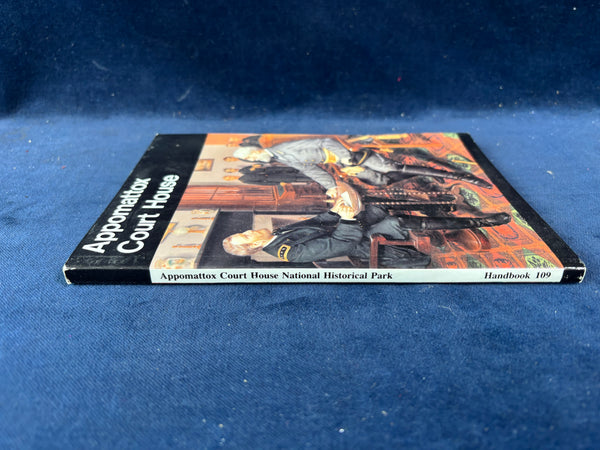 Appomattox
Court House
Appomattox Court House National Historical Park Handbook 109